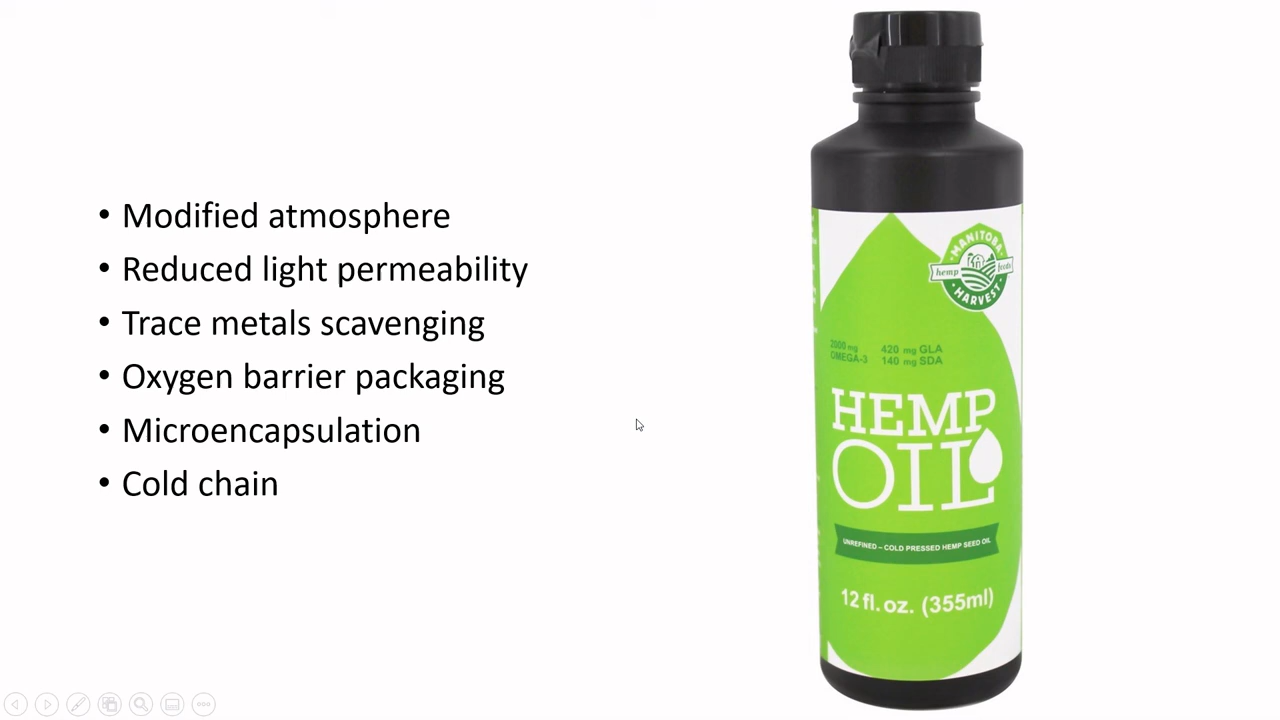 • Modified atmosphere
• Reduced light permeability
• Trace metals scavenging
• Oxygen barrier packaging
• Microencapsulation
• Cold chain
MANITOBA
hemp foods
HARVEST
2000 mg
OMEGA-3
420 mg GLA
140 mg SDA
HEMP
OIL
UNREFINED – COLD PRESSED HEMP SEED OIL
12 fl. oz. (355ml)